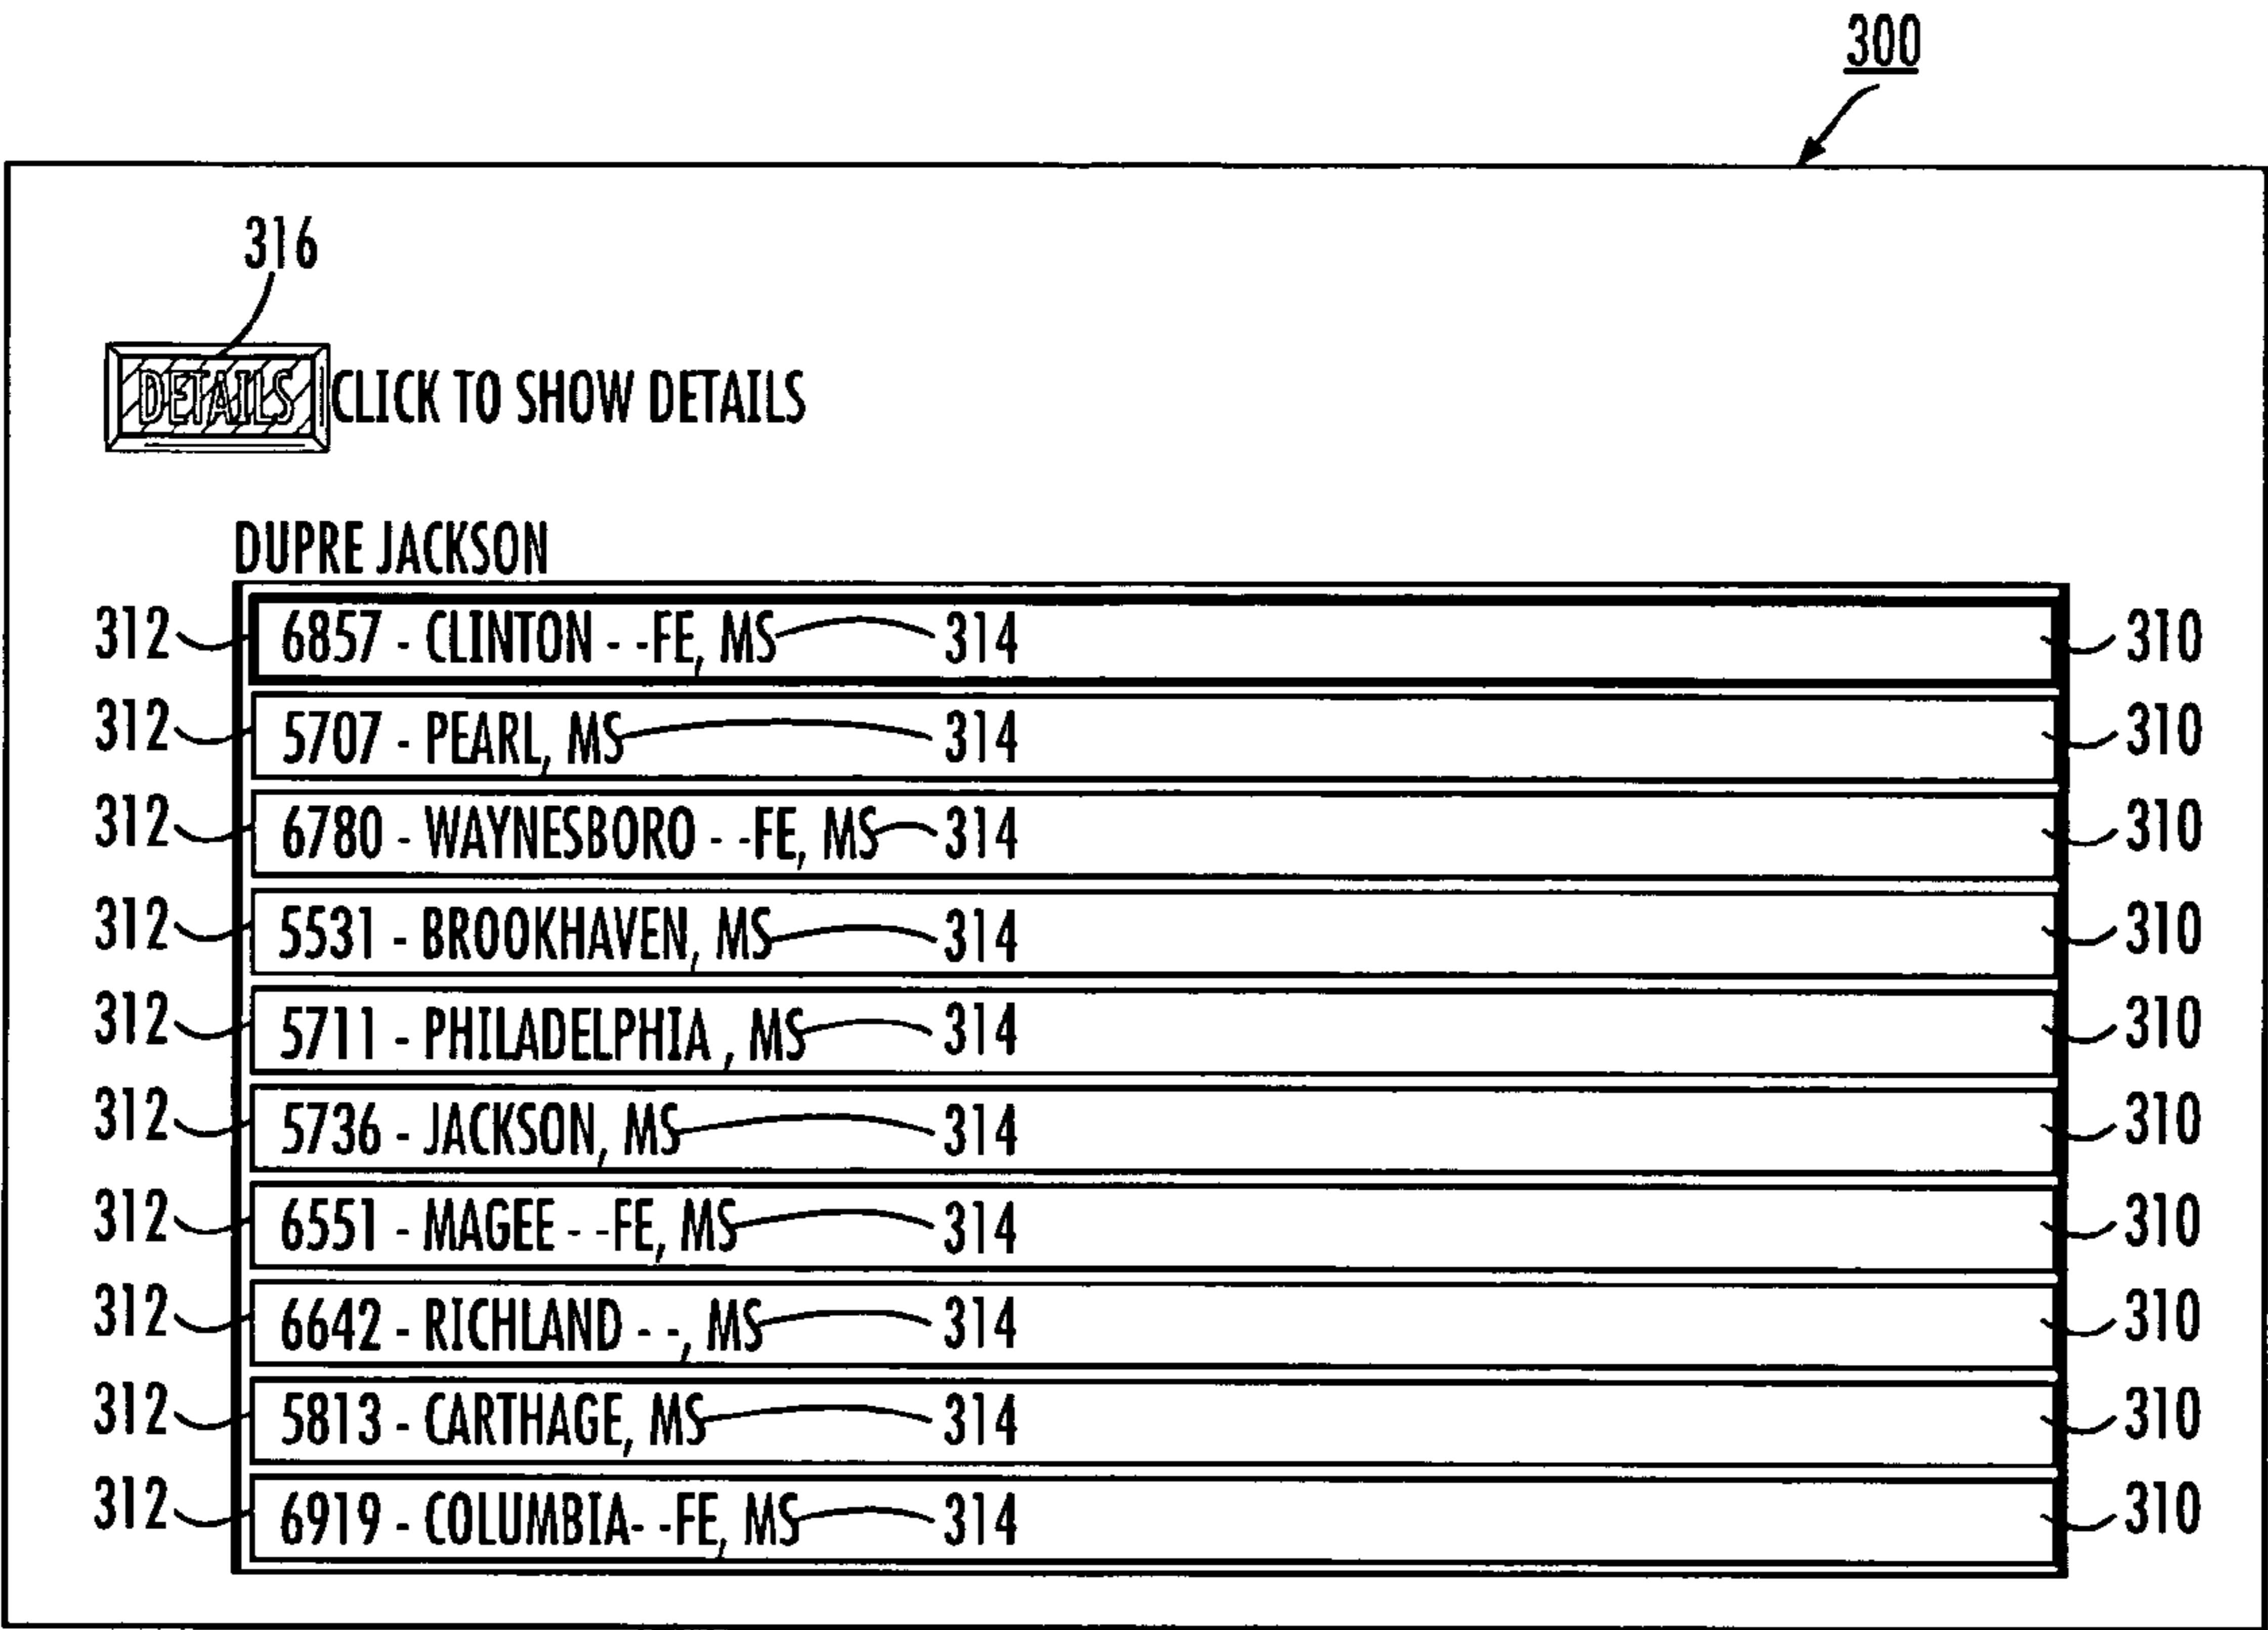 300
316
DETAILS CLICK TO SHOW DETAILS
DUPRE JACKSON
312 6857 - CLINTON - -FE, MS 314 310
312 5707 - PEARL, MS 314 310
312 6780 - WAYNESBORO - -FE, MS 314 310
312 5531 - BROOKHAVEN, MS 314 310
312 5711 - PHILADELPHIA , MS 314 310
312 5736 - JACKSON, MS 314 310
312 6551 - MAGEE - -FE, MS 314 310
312 6642 - RICHLAND - -, MS 314 310
312 5813 - CARTHAGE, MS 314 310
312 6919 - COLUMBIA- -FE, MS 314 310